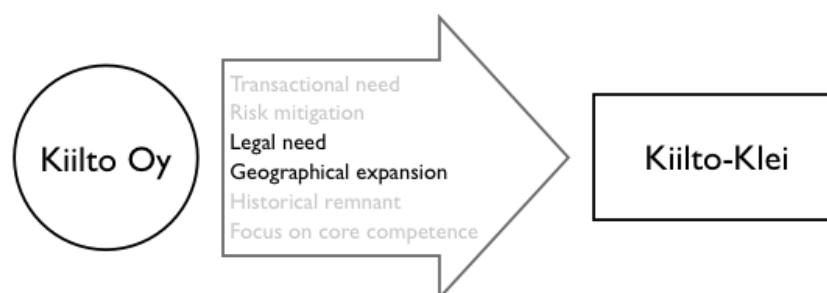 Kiilto Oy
Transactional need
Risk mitigation
Legal need
Geographical expansion
Historical remnant
Focus on core competence
Kiilto-Klei